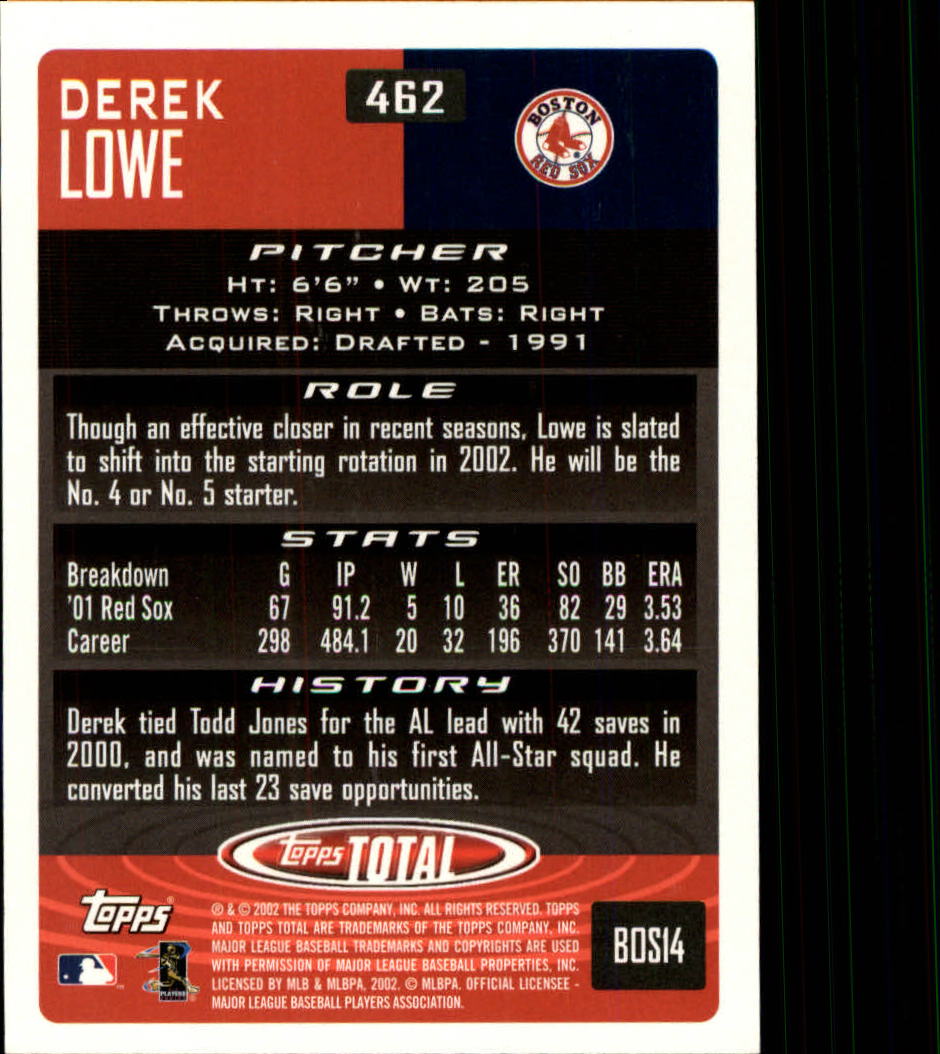 DEREK
LOWE
462
BOSTON
RED SOX
PITCHER
HT: 6'6" • WT: 205
THROWS: RIGHT • BATS: RIGHT
ACQUIRED: DRAFTED - 1991
ROLE
Though an effective closer in recent seasons, Lowe is slated
to shift into the starting rotation in 2002. He will be the
No. 4 or No. 5 starter.
STATS
Breakdown G IP W L ER SO BB ERA
'01 Red Sox 67 91.2 5 10 36 82 29 3.53
Career 298 484.1 20 32 196 370 141 3.64
HISTORY
Derek tied Todd Jones for the AL lead with 42 saves in
2000, and was named to his first All-Star squad. He
converted his last 23 save opportunities.
topps TOTAL
topps®
® & © 2002 THE TOPPS COMPANY, INC. ALL RIGHTS RESERVED. TOPPS
AND TOPPS TOTAL ARE TRADEMARKS OF THE TOPPS COMPANY, INC.
MAJOR LEAGUE BASEBALL TRADEMARKS AND COPYRIGHTS ARE USED
WITH PERMISSION OF MAJOR LEAGUE BASEBALL PROPERTIES, INC.
LICENSED BY MLB & MLBPA, 2002. © MLBPA. OFFICIAL LICENSEE -
MAJOR LEAGUE BASEBALL PLAYERS ASSOCIATION.
PLAYERS
BOS14